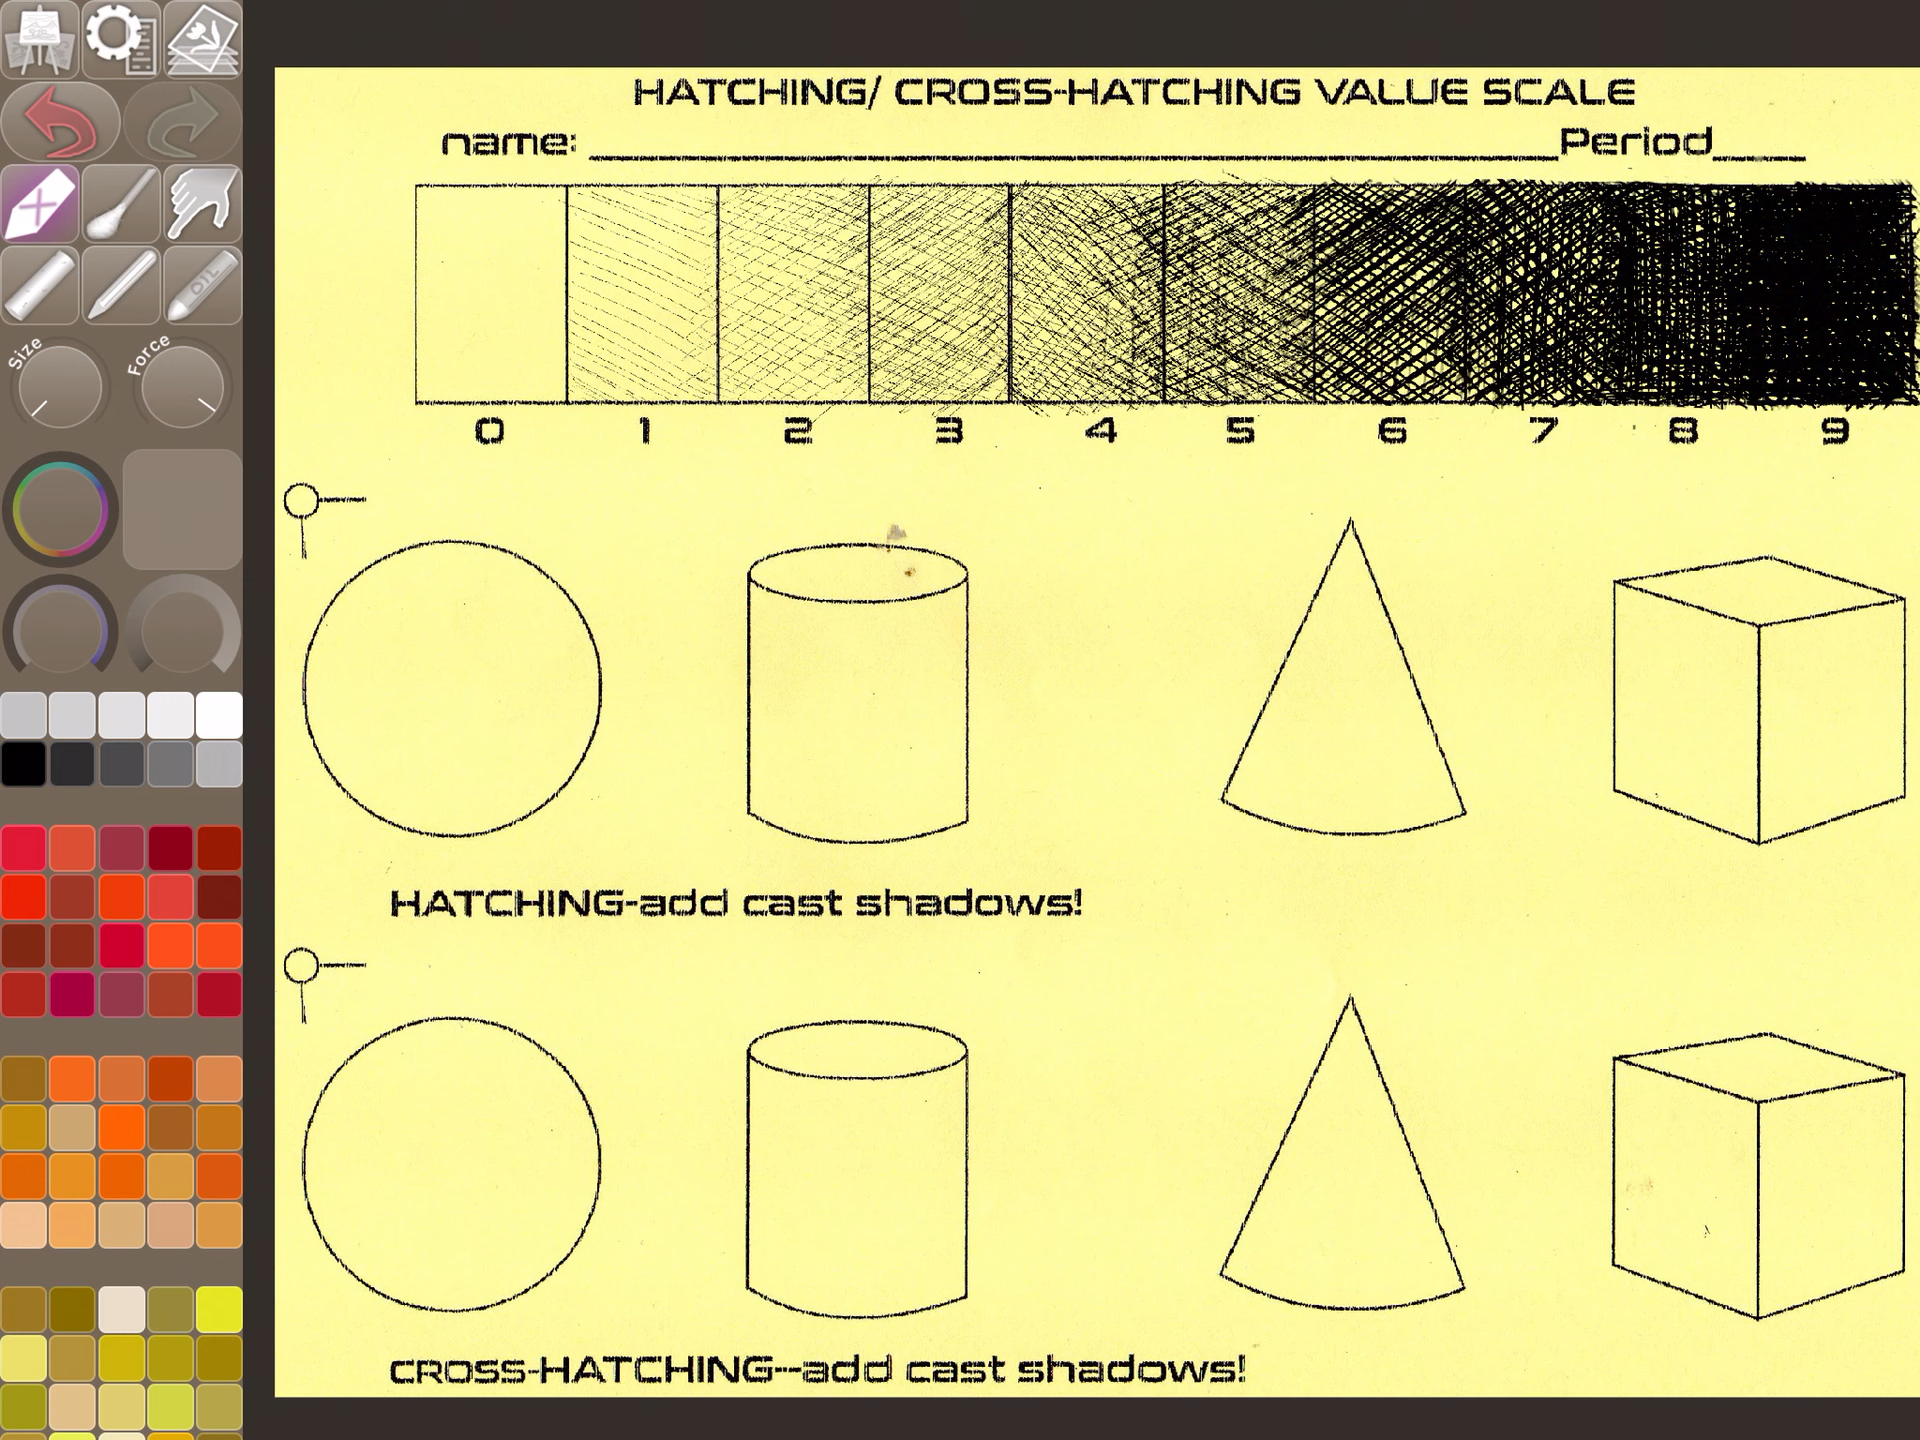 HATCHING/ CROSS-HATCHING VALUE SCALE
name: Period
0 1 2 3 4 5 6 7 8 9
OIL
Size Force
HATCHING-add cast shadows!
CROSS-HATCHING--add cast shadows!